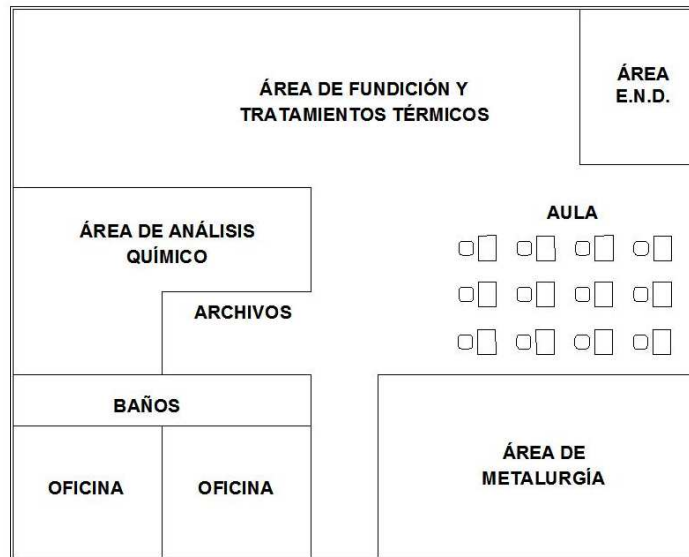 ÁREA DE FUNDICIÓN Y
TRATAMIENTOS TÉRMICOS
ÁREA
E.N.D.
ÁREA DE ANÁLISIS
QUÍMICO
AULA
ARCHIVOS
BAÑOS
OFICINA
OFICINA
ÁREA DE
METALURGÍA